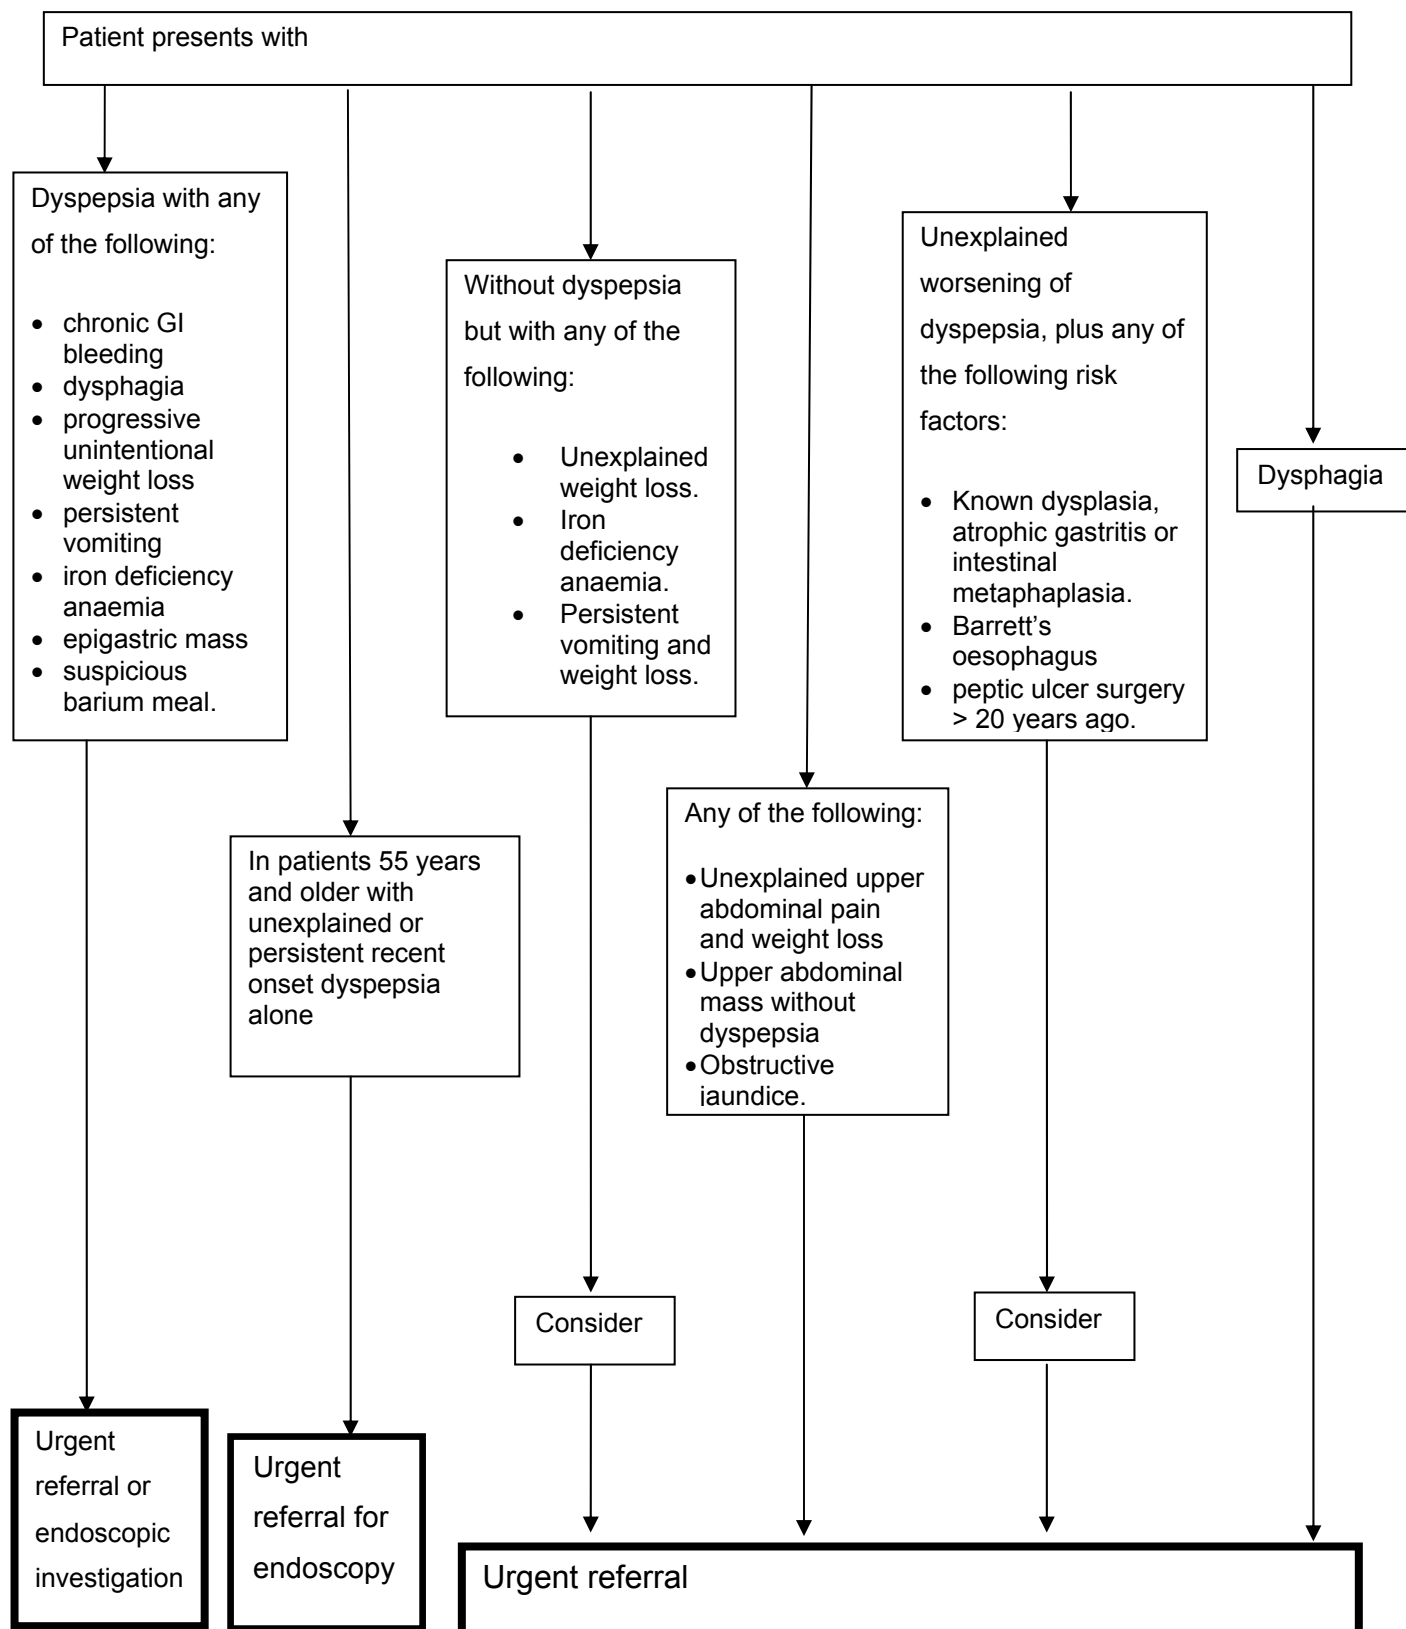 Patient presents with
Dyspepsia with any
of the following:
• chronic GI
bleeding
• dysphagia
• progressive
unintentional
weight loss
• persistent
vomiting
• iron deficiency
anaemia
• epigastric mass
• suspicious
barium meal.
In patients 55 years
and older with
unexplained or
persistent recent
onset dyspepsia
alone
Without dyspepsia
but with any of the
following:
• Unexplained
weight loss.
• Iron
deficiency
anaemia.
• Persistent
vomiting and
weight loss.
Any of the following:
• Unexplained upper
abdominal pain
and weight loss
• Upper abdominal
mass without
dyspepsia
• Obstructive
jaundice.
Unexplained
worsening of
dyspepsia, plus any of
the following risk
factors:
• Known dysplasia,
atrophic gastritis or
intestinal
metaphaplasia.
• Barrett’s
oesophagus
• peptic ulcer surgery
> 20 years ago.
Dysphagia
Consider
Consider
Urgent
referral or
endoscopic
investigation
Urgent
referral for
endoscopy
Urgent referral